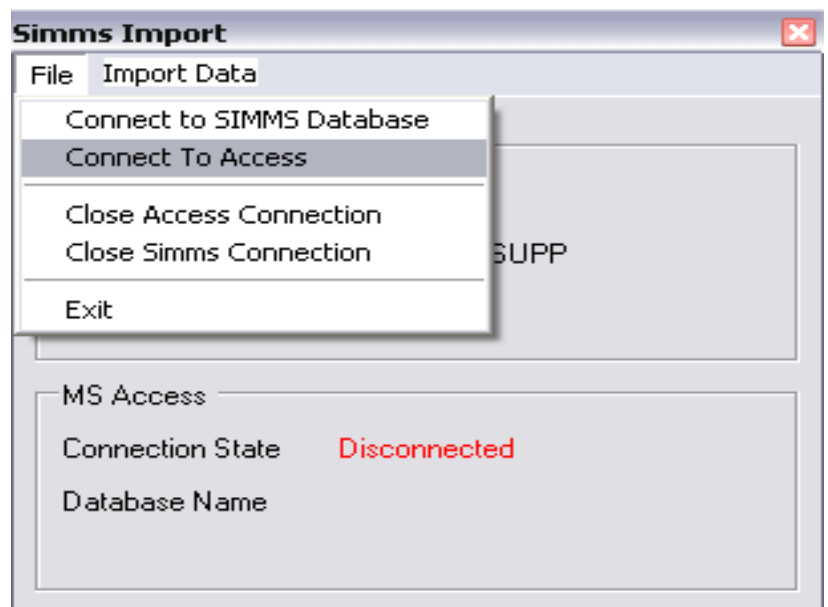 Simms Import
File Import Data
Connect to SIMMS Database
Connect To Access
Close Access Connection
Close Simms Connection
SUPP
Exit
MS Access
Connection State Disconnected
Database Name